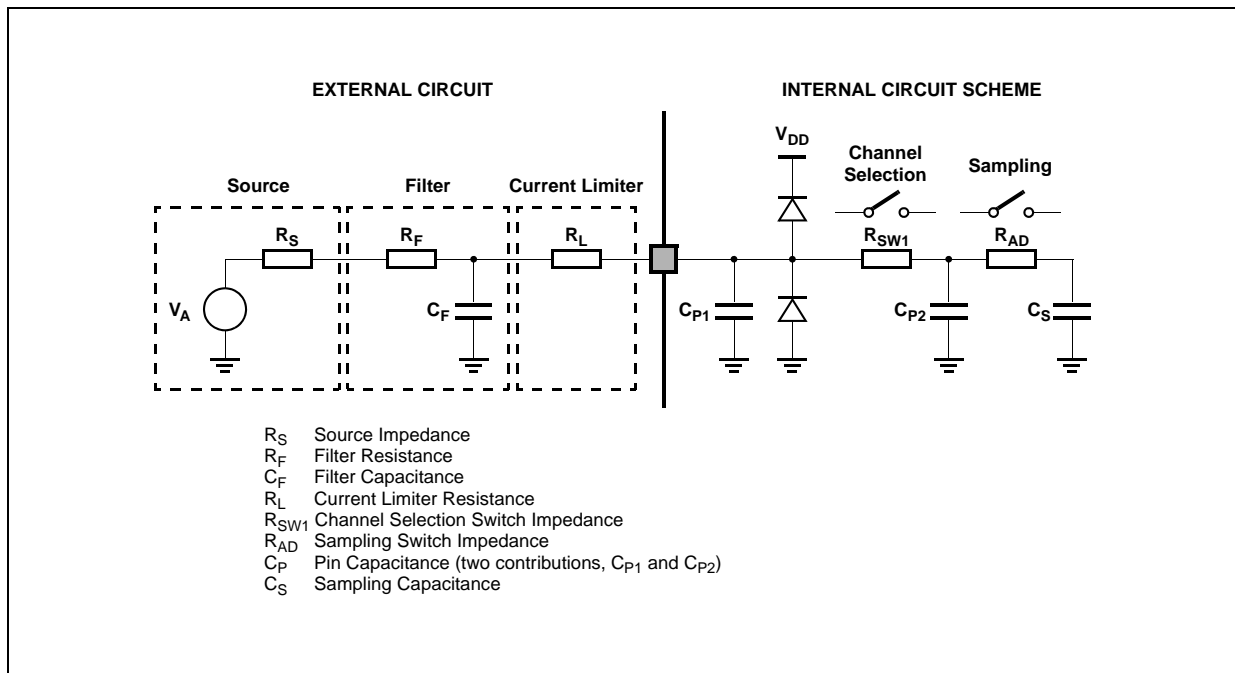 EXTERNAL CIRCUIT
INTERNAL CIRCUIT SCHEME
VDD
Channel
Selection
Sampling
Source
Filter
Current Limiter
RS
RF
RL
RSW1
RAD
VA
CF
CP1
CP2
CS
RS Source Impedance
RF Filter Resistance
CF Filter Capacitance
RL Current Limiter Resistance
RSW1 Channel Selection Switch Impedance
RAD Sampling Switch Impedance
CP Pin Capacitance (two contributions, CP1 and CP2)
CS Sampling Capacitance